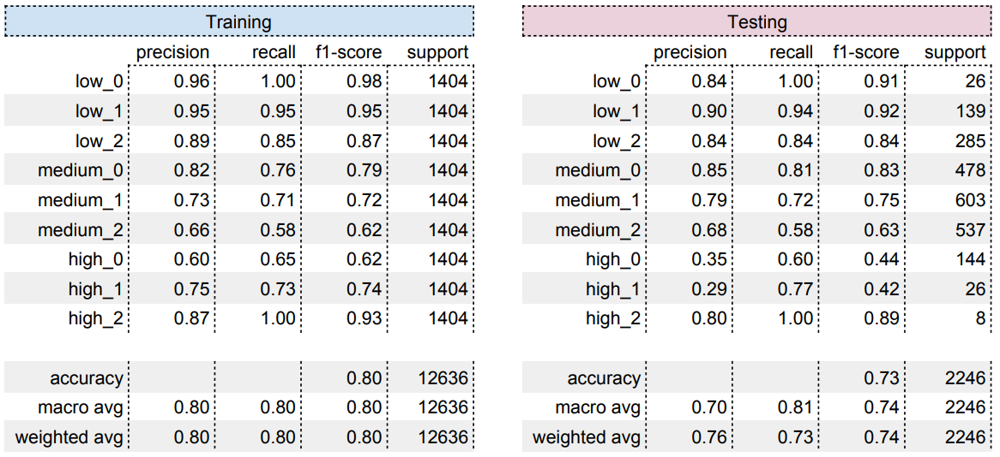 Training
precision recall f1-score support
low_0 0.96 1.00 0.98 1404
low_1 0.95 0.95 0.95 1404
low_2 0.89 0.85 0.87 1404
medium_0 0.82 0.76 0.79 1404
medium_1 0.73 0.71 0.72 1404
medium_2 0.66 0.58 0.62 1404
high_0 0.60 0.65 0.62 1404
high_1 0.75 0.73 0.74 1404
high_2 0.87 1.00 0.93 1404
accuracy 0.80 12636
macro avg 0.80 0.80 0.80 12636
weighted avg 0.80 0.80 0.80 12636
Testing
precision recall f1-score support
low_0 0.84 1.00 0.91 26
low_1 0.90 0.94 0.92 139
low_2 0.84 0.84 0.84 285
medium_0 0.85 0.81 0.83 478
medium_1 0.79 0.72 0.75 603
medium_2 0.68 0.58 0.63 537
high_0 0.35 0.60 0.44 144
high_1 0.29 0.77 0.42 26
high_2 0.80 1.00 0.89 8
accuracy 0.73 2246
macro avg 0.70 0.81 0.74 2246
weighted avg 0.76 0.73 0.74 2246